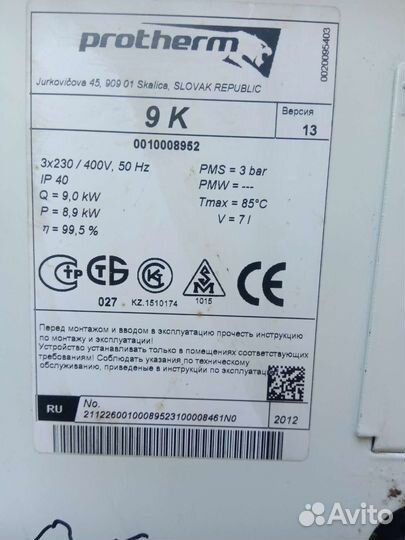 protherm
Jurkovičova 45, 909 01 Skalica, SLOVAK REPUBLIC
0020095403
9 K
Версия
13
0010008952
3x230 / 400V, 50 Hz
IP 40
Q = 9,0 kW
P = 8,9 kW
η = 99,5 %
PMS = 3 bar
PMW = ---
Tmax = 85°C
V = 7 l
027
KZ.1510174
1015
CE
Перед монтажом и вводом в эксплуатацию прочесть инструкцию
по монтажу и эксплуатации!
Устройство устанавливать только в помещениях соответствующих
требованиям! Соблюдать указания по техническому
обслуживанию, приведеные в инструкции по эксплуатации
RU
No.
21122600100089523100008461N0
2012
Avito